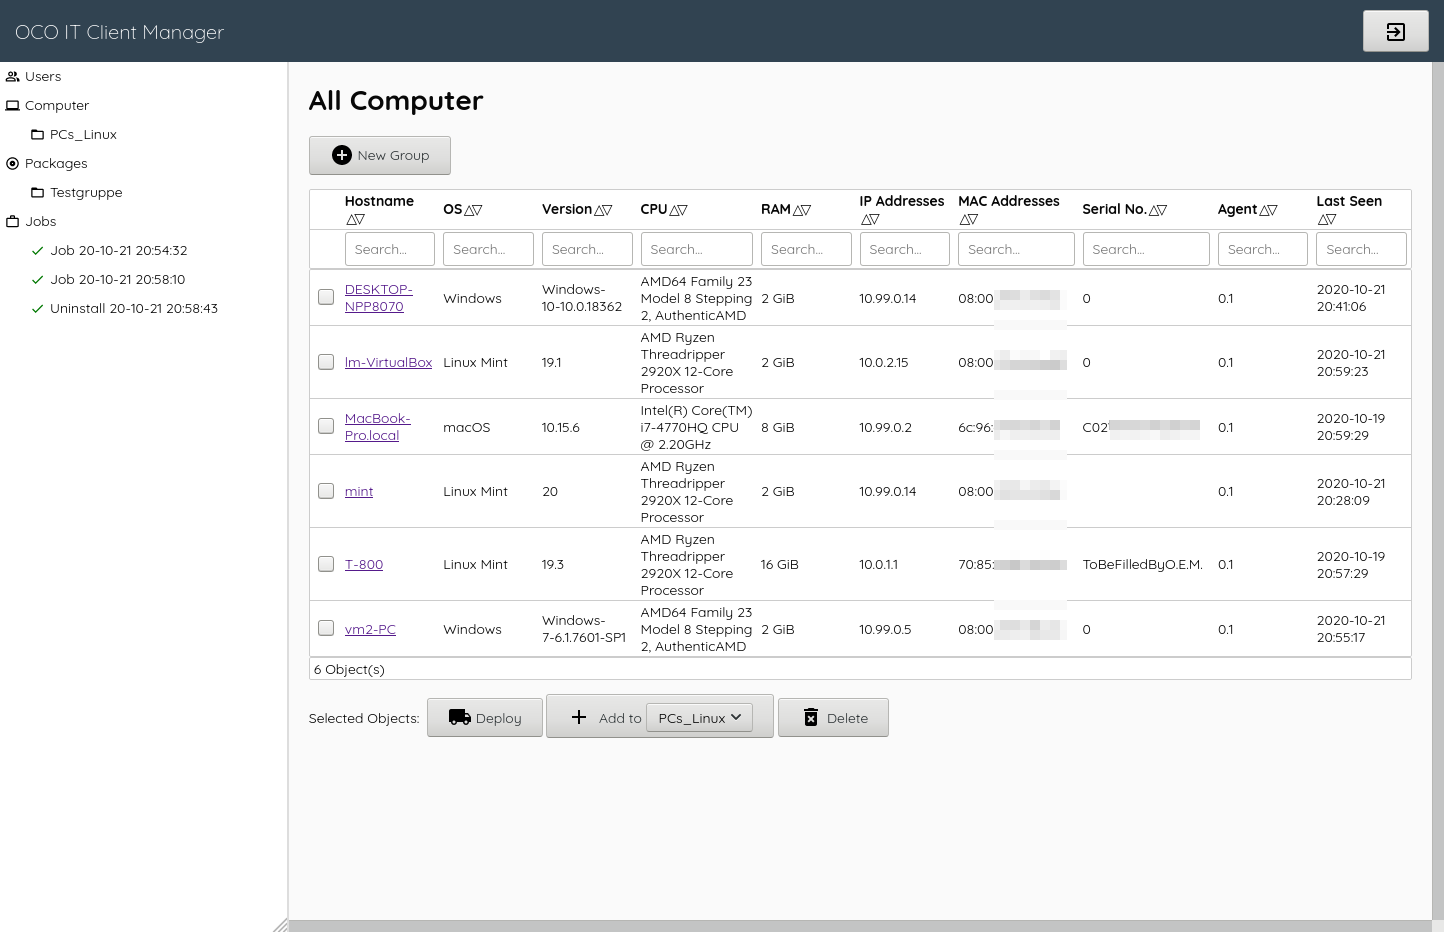 OCO IT Client Manager
Users
Computer
PCs_Linux
Packages
Testgruppe
Jobs
Job 20-10-21 20:54:32
Job 20-10-21 20:58:10
Uninstall 20-10-21 20:58:43
All Computer
New Group
Hostname△▽ OS△▽ Version△▽ CPU△▽ RAM△▽ IP Addresses△▽ MAC Addresses△▽ Serial No.△▽ Agent△▽ Last Seen△▽
Search... Search... Search... Search... Search... Search... Search... Search... Search... Search...
DESKTOP-NPP8070 Windows Windows-10-10.0.18362 AMD64 Family 23 Model 8 Stepping 2, AuthenticAMD 2 GiB 10.99.0.14 08:00 0 0.1 2020-10-21 20:41:06
lm-VirtualBox Linux Mint 19.1 AMD Ryzen Threadripper 2920X 12-Core Processor 2 GiB 10.0.2.15 08:00 0 0.1 2020-10-21 20:59:23
MacBook-Pro.local macOS 10.15.6 Intel(R) Core(TM) i7-4770HQ CPU @ 2.20GHz 8 GiB 10.99.0.2 6c:96: C02 0.1 2020-10-19 20:59:29
mint Linux Mint 20 AMD Ryzen Threadripper 2920X 12-Core Processor 2 GiB 10.99.0.14 08:00 0.1 2020-10-21 20:28:09
T-800 Linux Mint 19.3 AMD Ryzen Threadripper 2920X 12-Core Processor 16 GiB 10.0.1.1 70:85: ToBeFilledByO.E.M. 0.1 2020-10-19 20:57:29
vm2-PC Windows Windows-7-6.1.7601-SP1 AMD64 Family 23 Model 8 Stepping 2, AuthenticAMD 2 GiB 10.99.0.5 08:00 0 0.1 2020-10-21 20:55:17
6 Object(s)
Selected Objects: Deploy Add to PCs_Linux Delete